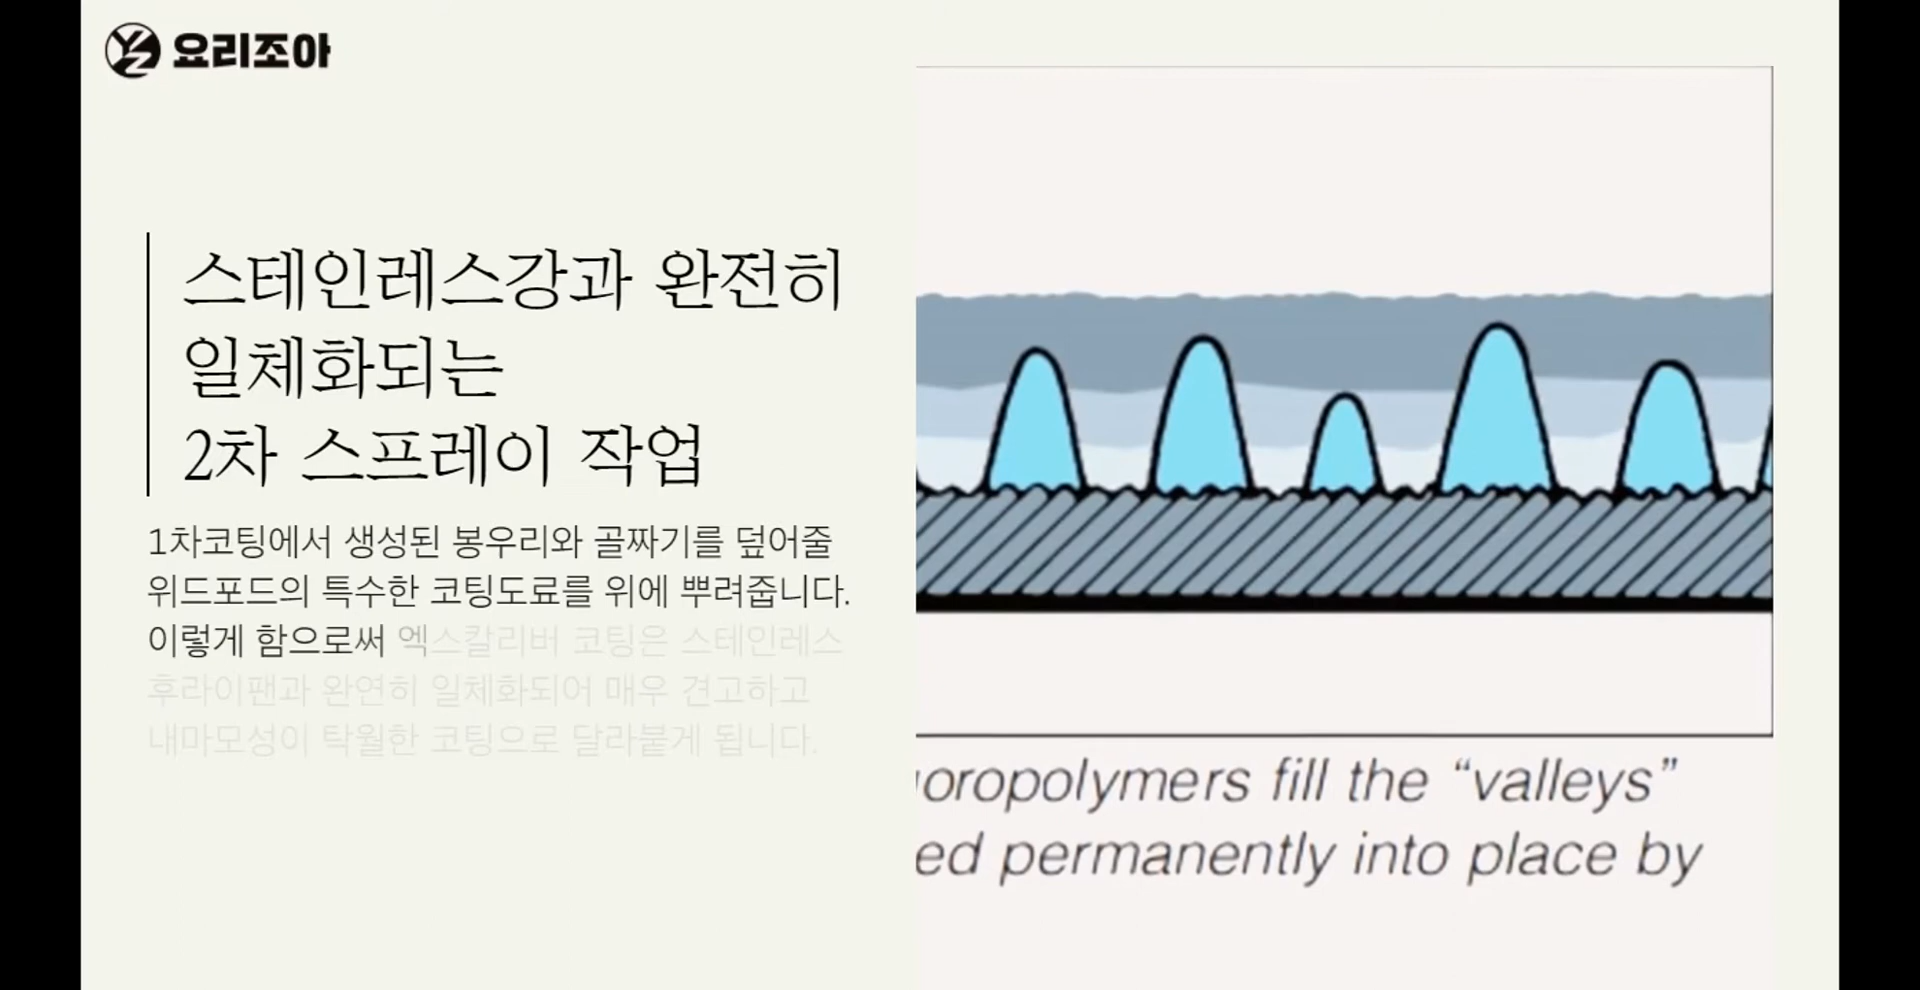 요리조아
스테인레스강과 완전히
일체화되는
2차 스프레이 작업
1차코팅에서 생성된 봉우리와 골짜기를 덮어줄
위드포드의 특수한 코팅도료를 위에 뿌려줍니다.
이렇게 함으로써 엑스칼리버 코팅은 스테인레스
후라이팬과 완연히 일체화되어 매우 견고하고
내마모성이 탁월한 코팅으로 달라붙게 됩니다.
oropolymers fill the “valleys”
ed permanently into place by